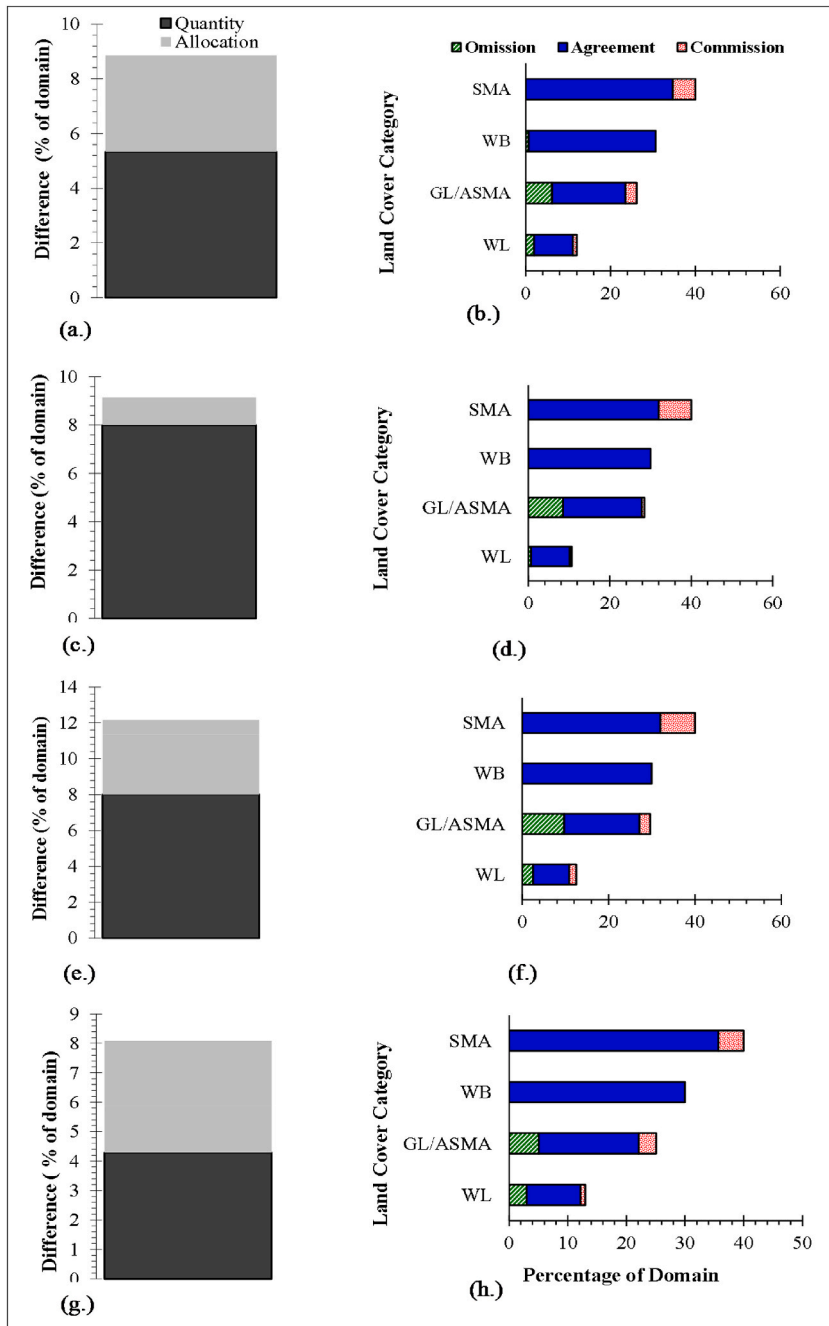 Quantity
Allocation
Difference (% of domain)
10
8
6
4
2
0
(a.)
Omission Agreement Commission
Land Cover Category
SMA
WB
GL/ASMA
WL
0 20 40 60
(b.)
Difference (% of domain)
10
8
6
4
2
0
(c.)
Land Cover Category
SMA
WB
GL/ASMA
WL
0 20 40 60
(d.)
Difference (% of domain)
14
12
10
8
6
4
2
0
(e.)
SMA
WB
GL/ASMA
WL
0 20 40 60
(f.)
Difference ( % of domain)
9
8
7
6
5
4
3
2
1
0
(g.)
Land Cover Category
SMA
WB
GL/ASMA
WL
0 10 20 30 40 50
(h.) Percentage of Domain